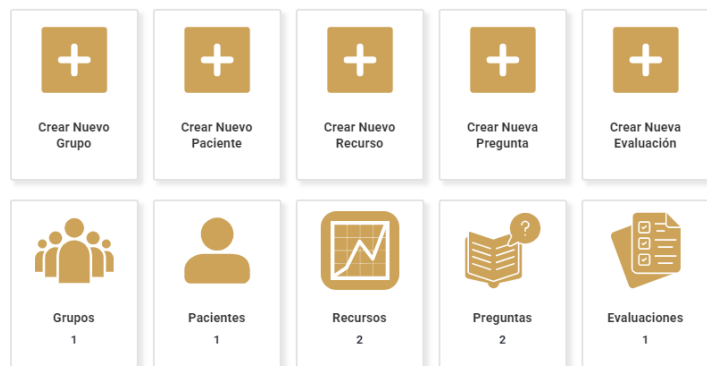 Crear Nuevo
Grupo
Crear Nuevo
Paciente
Crear Nuevo
Recurso
Crear Nueva
Pregunta
Crear Nueva
Evaluación
Grupos
1
Pacientes
1
Recursos
2
?
Preguntas
2
Evaluaciones
1